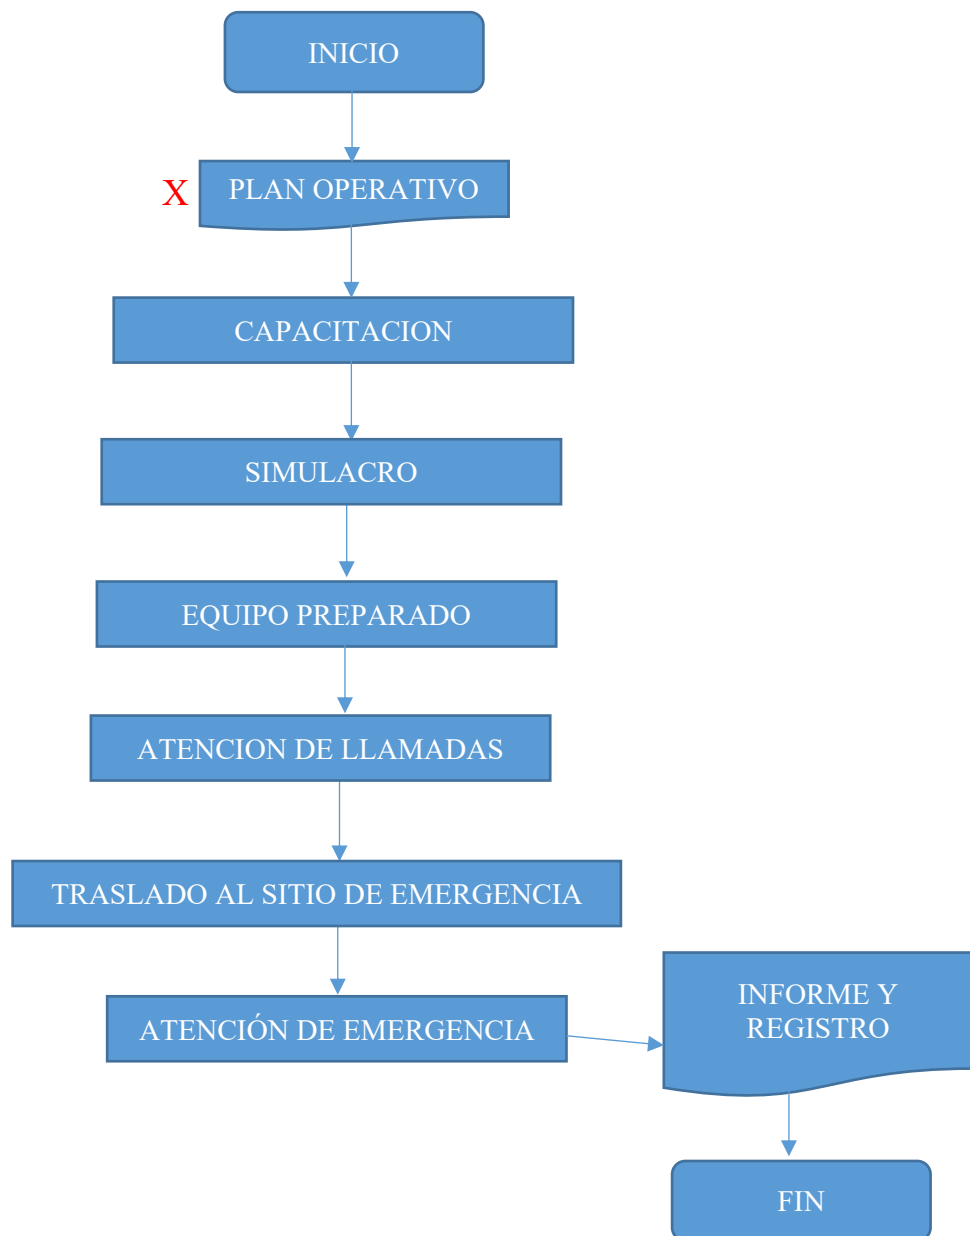 INICIO
X
PLAN OPERATIVO
CAPACITACION
SIMULACRO
EQUIPO PREPARADO
ATENCION DE LLAMADAS
TRASLADO AL SITIO DE EMERGENCIA
ATENCIÓN DE EMERGENCIA
INFORME Y
REGISTRO
FIN